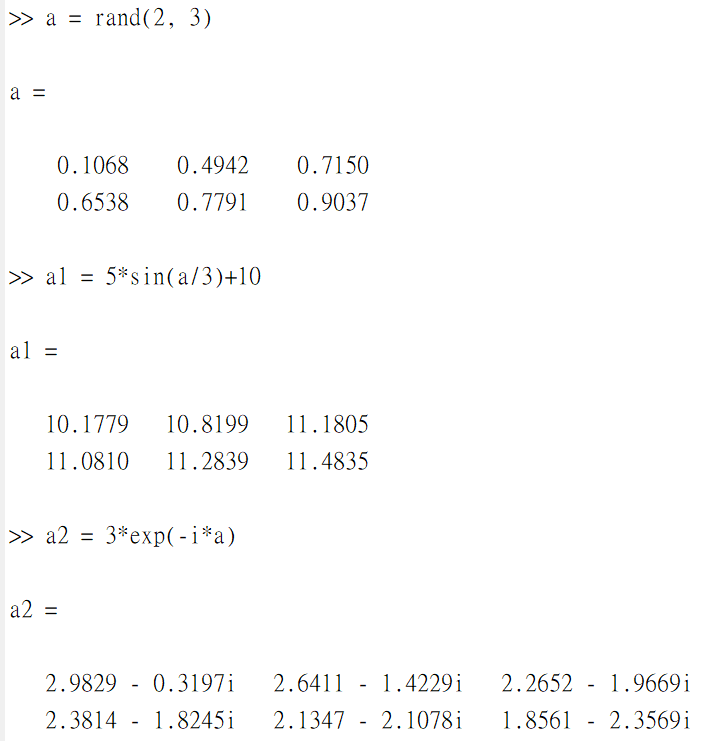 >> a = rand(2, 3)
a =
0.1068 0.4942 0.7150
0.6538 0.7791 0.9037
>> a1 = 5*sin(a/3)+10
a1 =
10.1779 10.8199 11.1805
11.0810 11.2839 11.4835
>> a2 = 3*exp(-i*a)
a2 =
2.9829 - 0.3197i 2.6411 - 1.4229i 2.2652 - 1.9669i
2.3814 - 1.8245i 2.1347 - 2.1078i 1.8561 - 2.3569i